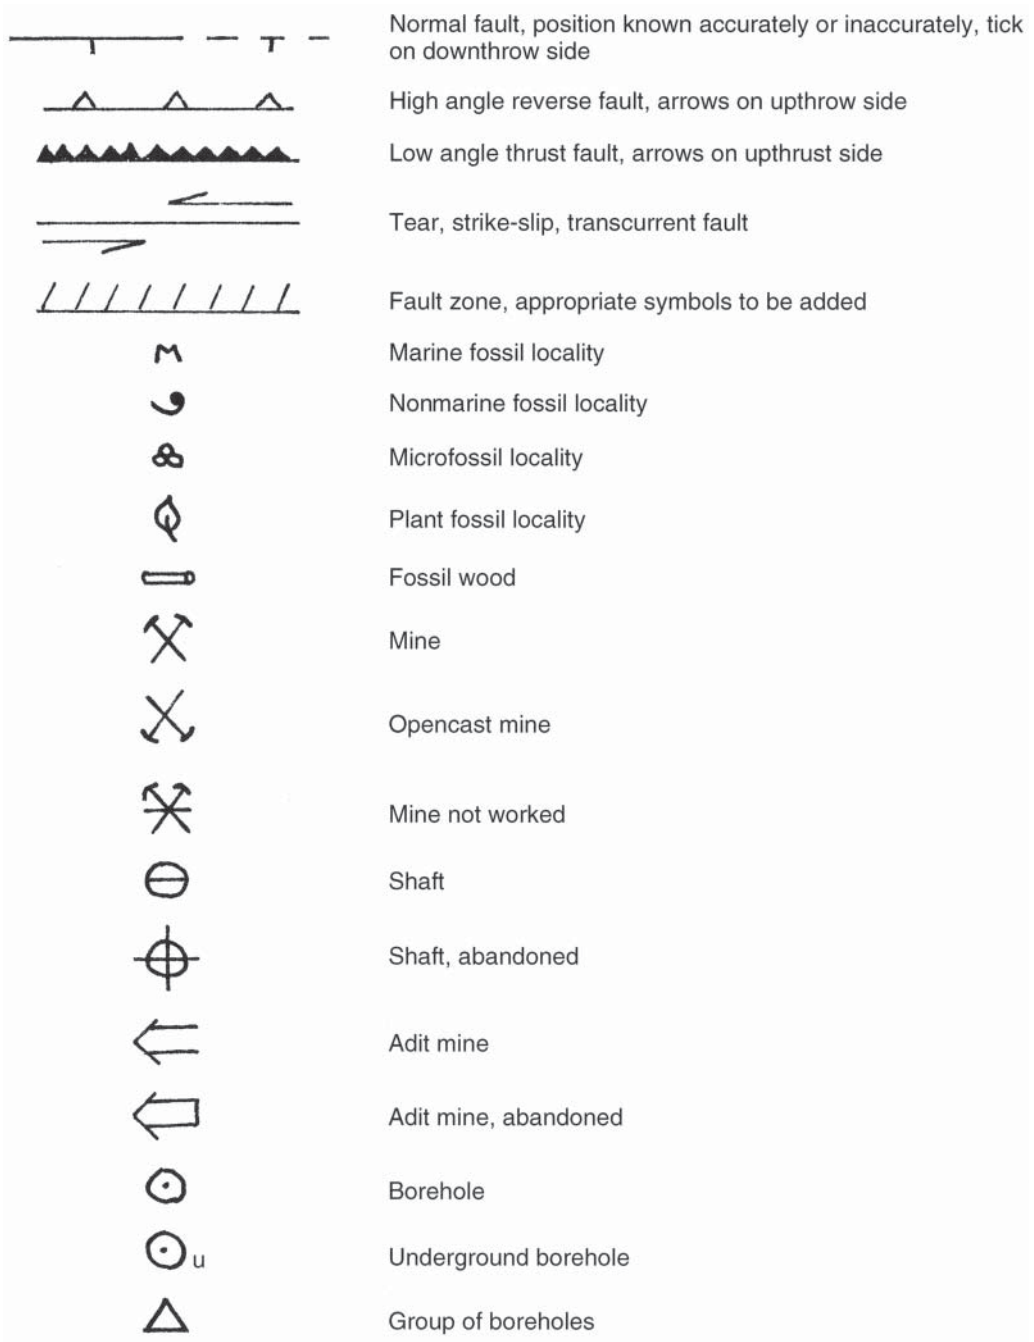 Normal fault, position known accurately or inaccurately, tick
on downthrow side
High angle reverse fault, arrows on upthrow side
Low angle thrust fault, arrows on upthrust side
Tear, strike-slip, transcurrent fault
Fault zone, appropriate symbols to be added
Marine fossil locality
Nonmarine fossil locality
Microfossil locality
Plant fossil locality
Fossil wood
Mine
Opencast mine
Mine not worked
Shaft
Shaft, abandoned
Adit mine
Adit mine, abandoned
Borehole
u Underground borehole
Group of boreholes